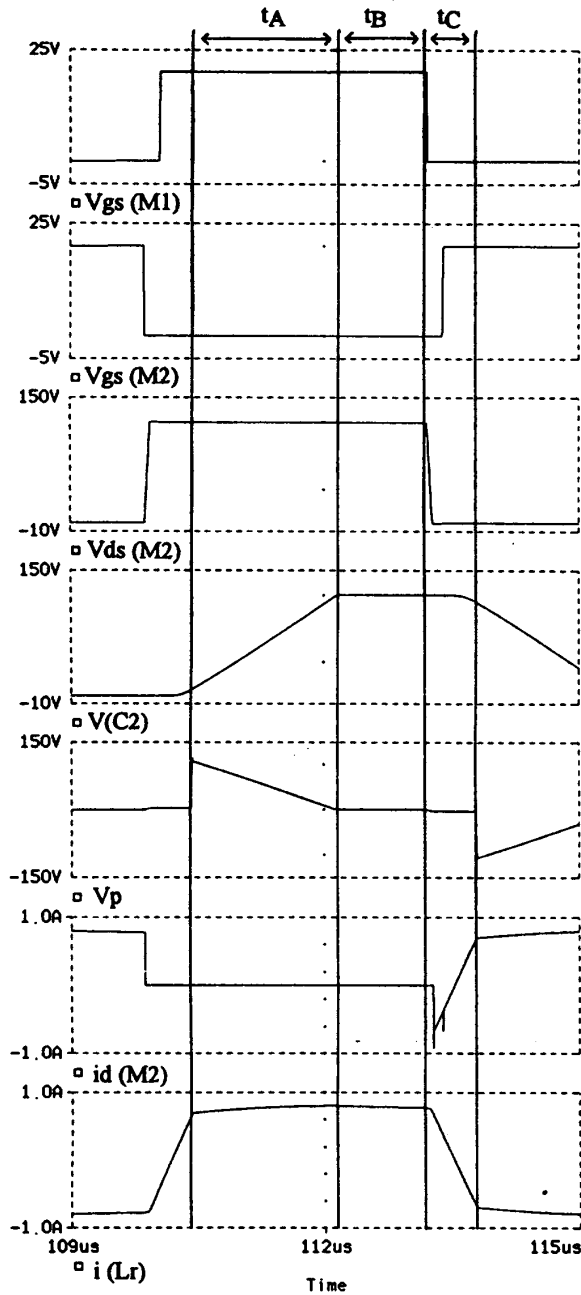 tA tB tC
25V
-5V
Vgs (M1)
25V
-5V
Vgs (M2)
150V
-10V
Vds (M2)
150V
-10V
V(C2)
150V
-150V
Vp
1.0A
-1.0A
id (M2)
1.0A
-1.0A
109us 112us 115us
i (Lr)
Time